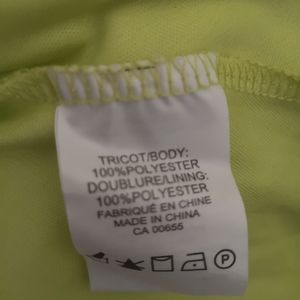 TRICOT/BODY:
100%POLYESTER
DOUBLURE/LINING:
100%POLYESTER
FABRIQUÉ EN CHINE
MADE IN CHINA
CA 00655
P